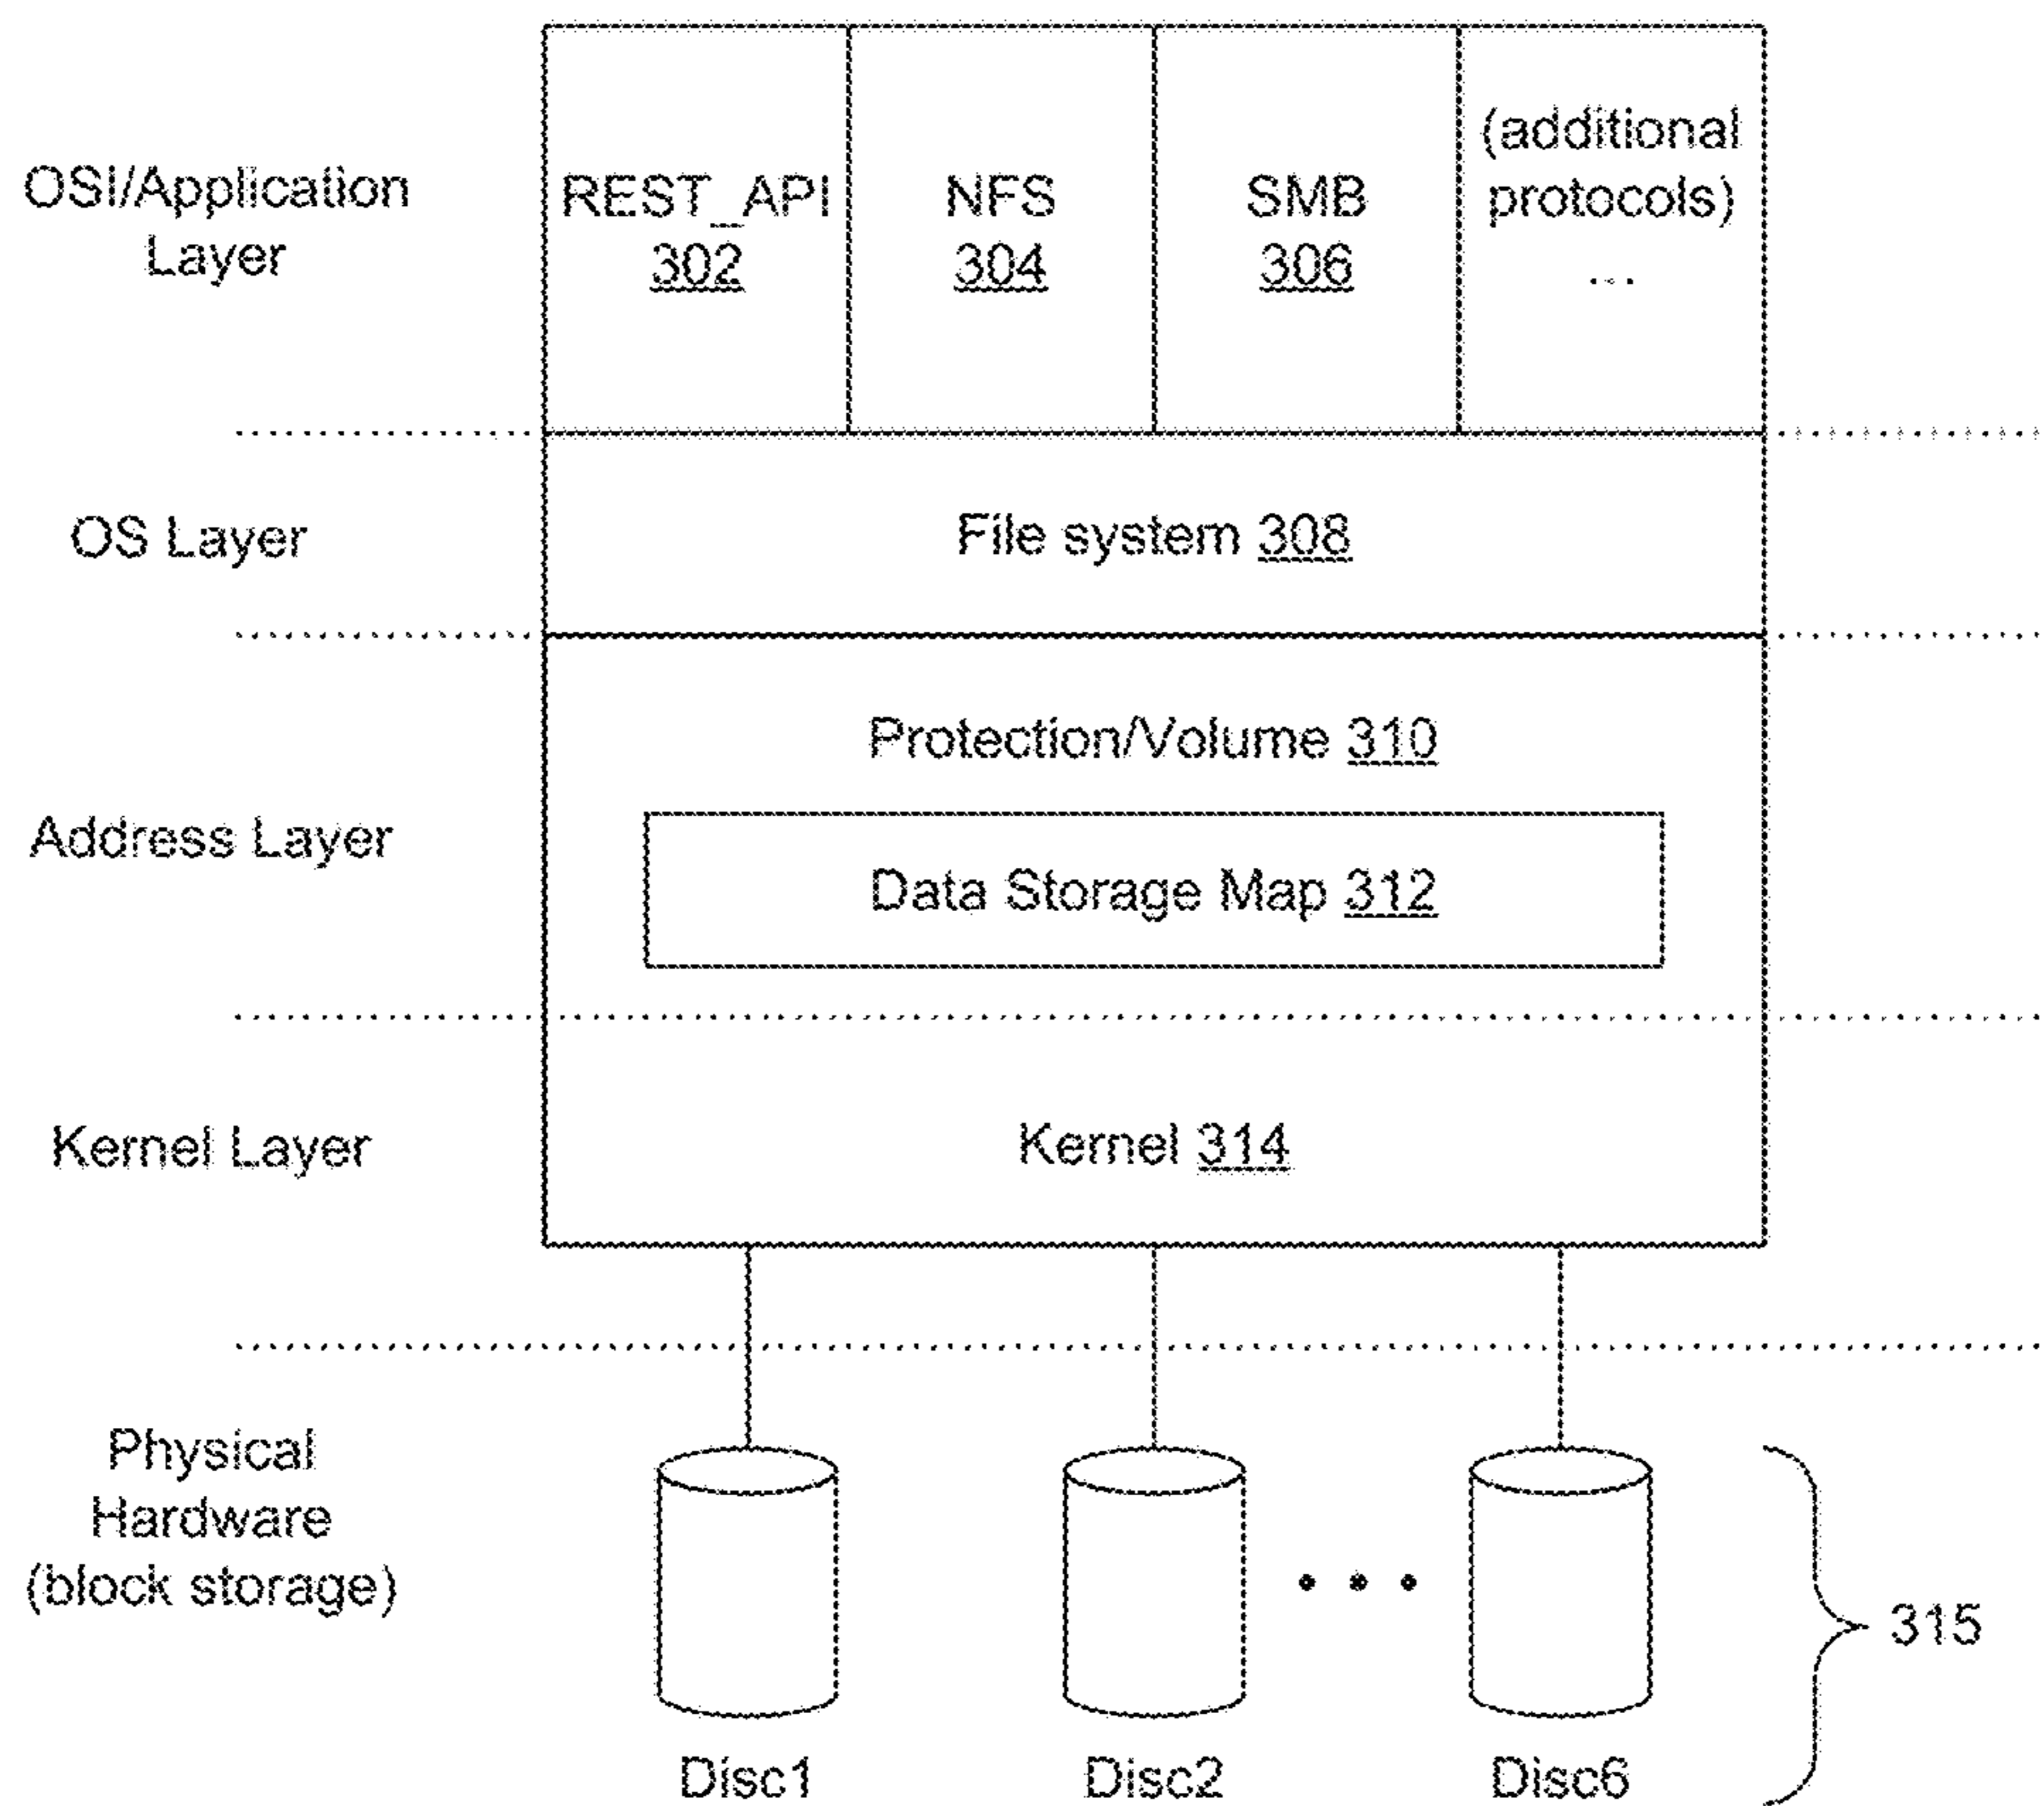 OSI/Application
Layer
REST_API
302
NFS
304
SMB
306
(additional
protocols)
...
OS Layer
File system 308
Address Layer
Protection/Volume 310
Data Storage Map 312
Kernel Layer
Kernel 314
Physical
Hardware
(block storage)
315
Disc1
Disc2
Disc6